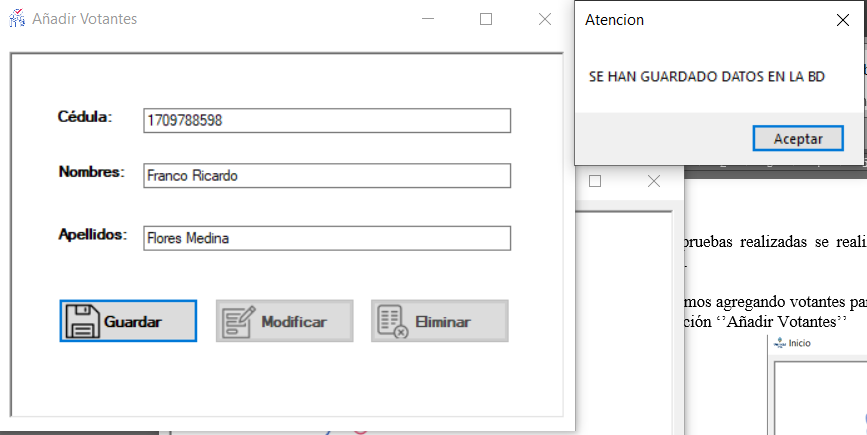 Añadir Votantes
Cédula:
1709788598
Nombres:
Franco Ricardo
Apellidos:
Flores Medina
Guardar
Modificar
Eliminar
Atencion
SE HAN GUARDADO DATOS EN LA BD
Aceptar
pruebas realizadas se reali
mos agregando votantes pa
ción ‘’Añadir Votantes’’
Inicio